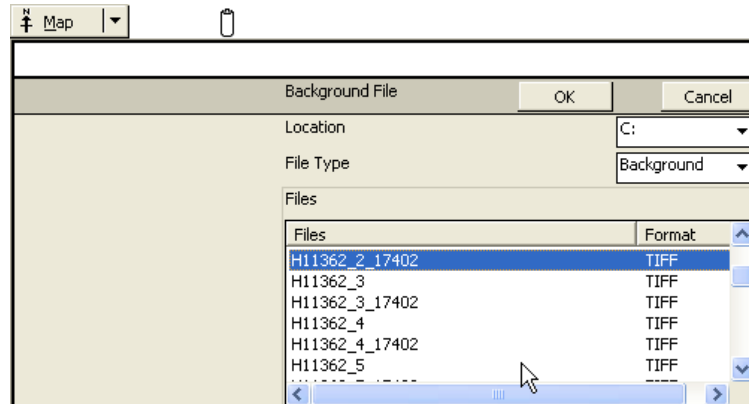 Map
Background File OK Cancel
Location C:
File Type Background
Files
Files Format
H11362_2_17402 TIFF
H11362_3 TIFF
H11362_3_17402 TIFF
H11362_4 TIFF
H11362_4_17402 TIFF
H11362_5 TIFF